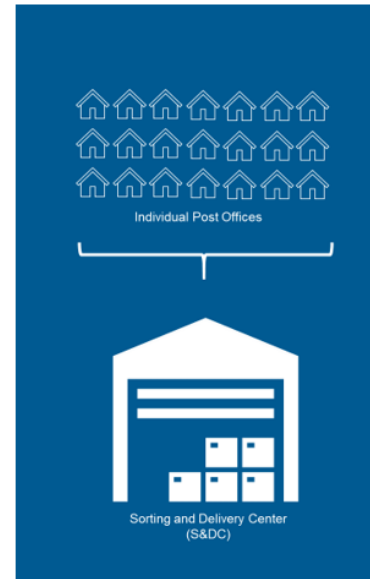 Individual Post Offices
Sorting and Delivery Center
(S&DC)